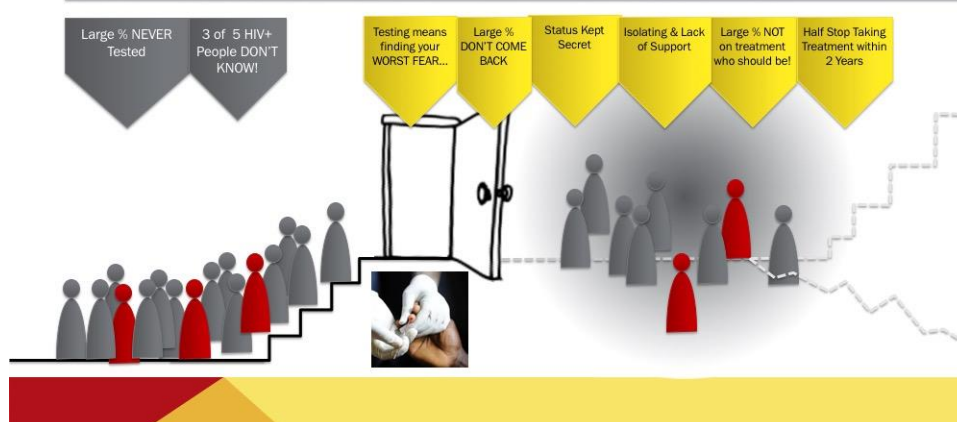 Large % NEVER
Tested
3 of 5 HIV+
People DON'T
KNOW!
Testing means
finding your
WORST FEAR...
Large %
DON'T COME
BACK
Status Kept
Secret
Isolating & Lack
of Support
Large % NOT
on treatment
who should be!
Half Stop Taking
Treatment within
2 Years